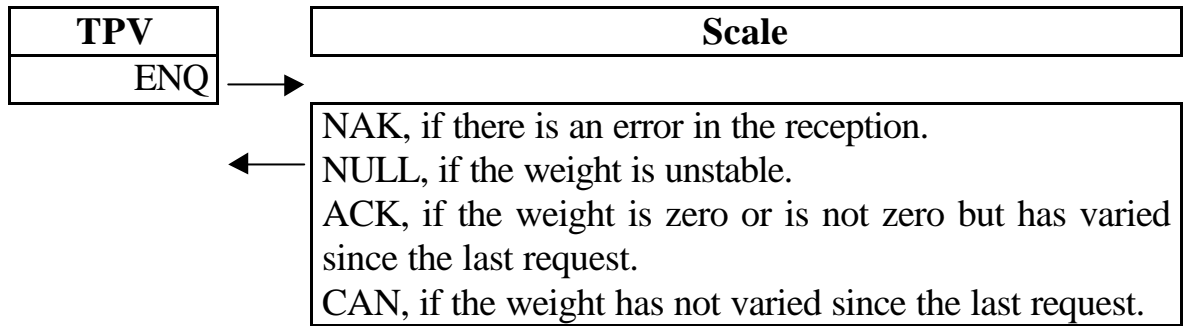 TPV
Scale
ENQ
NAK, if there is an error in the reception.
NULL, if the weight is unstable.
ACK, if the weight is zero or is not zero but has varied
since the last request.
CAN, if the weight has not varied since the last request.